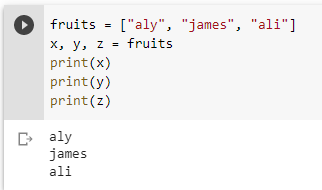 fruits = ["aly", "james", "ali"]
x, y, z = fruits
print(x)
print(y)
print(z)
aly
james
ali